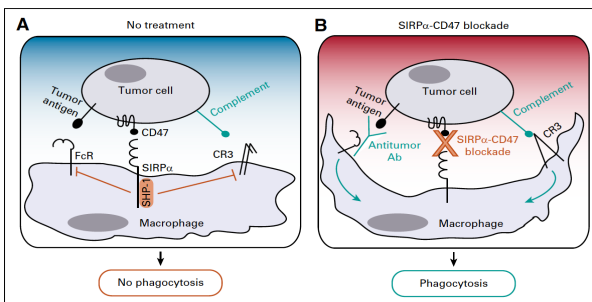 A
No treatment
Tumor cell
Tumor
antigen
Complement
CD47
FcR
SIRPα
CR3
SHP-1
Macrophage
No phagocytosis
B
SIRPα-CD47 blockade
Tumor cell
Tumor
antigen
Complement
CR3
Antitumor
Ab
SIRPα-CD47
blockade
Macrophage
Phagocytosis